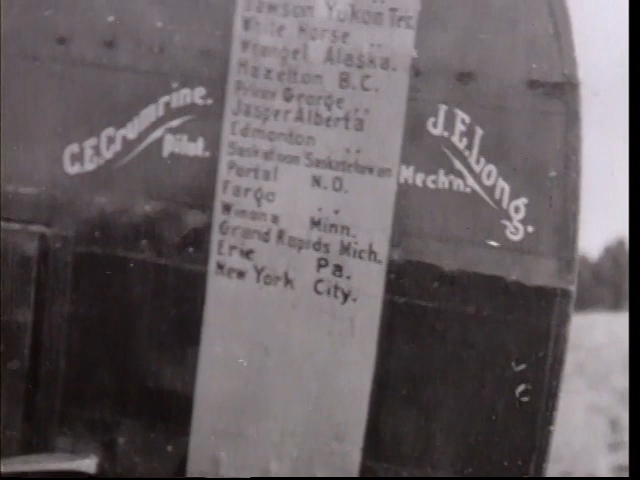 Dawson Yukon Ter.
White Horse ,,
Wrangel Alaska.
Hazelton B.C.
Prince George ,,
Jasper Alberta
Edmonton ,,
Saskatoon Saskatchewan
Portal N.D.
Fargo ,,
Winona Minn.
Grand Rapids Mich.
Erie Pa.
New York City.
C.E.Crumrine.
Pilot.
J.E.Long.
Mech'n.